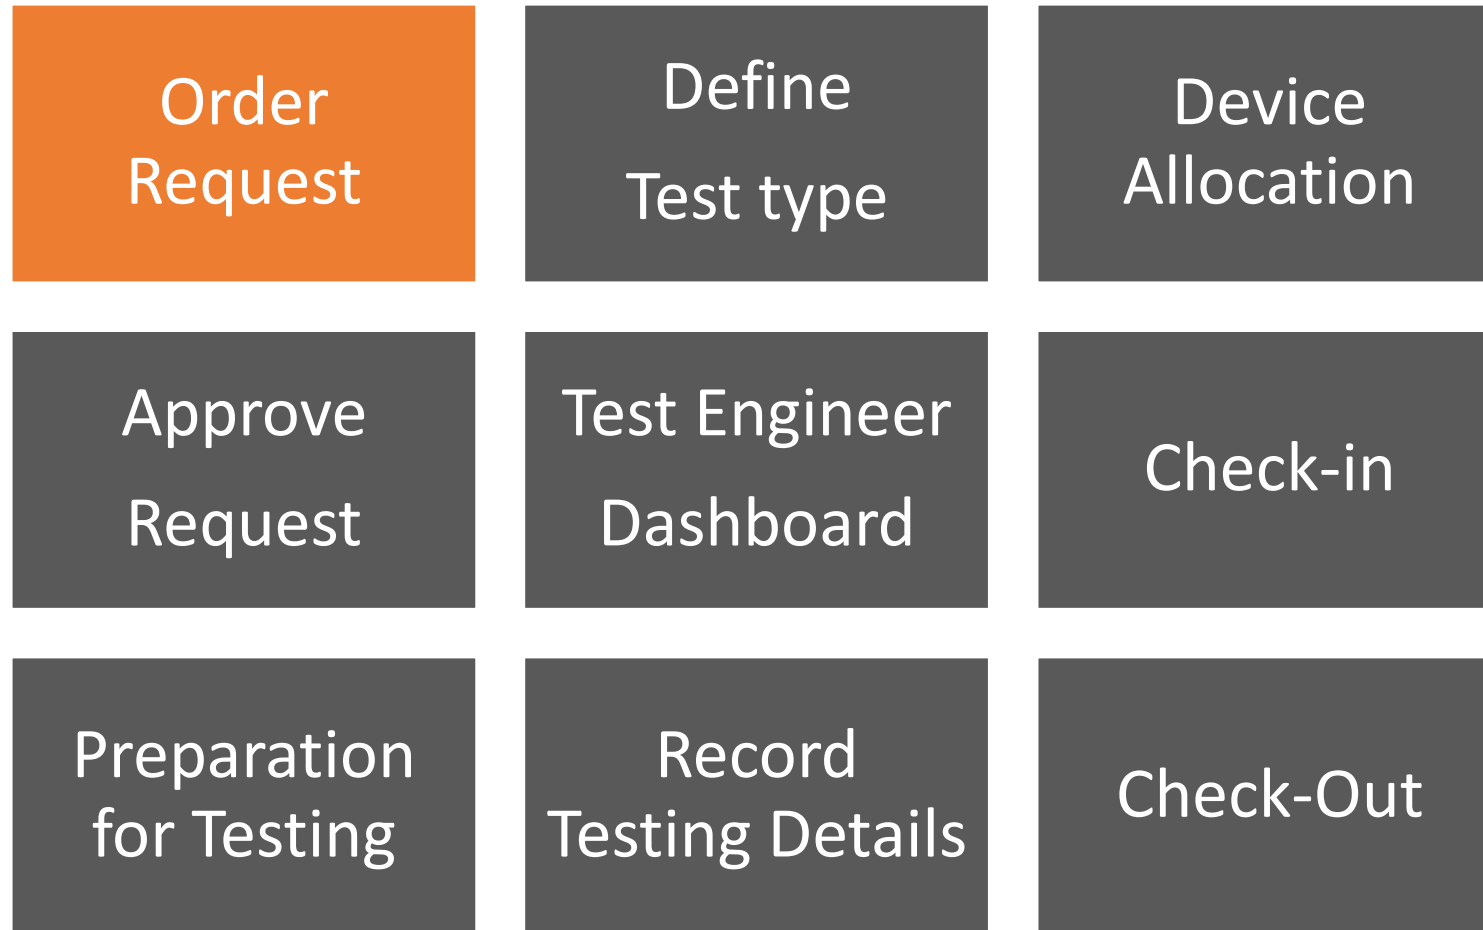 Order
Request
Define
Test type
Device
Allocation
Approve
Request
Test Engineer
Dashboard
Check-in
Preparation
for Testing
Record
Testing Details
Check-Out